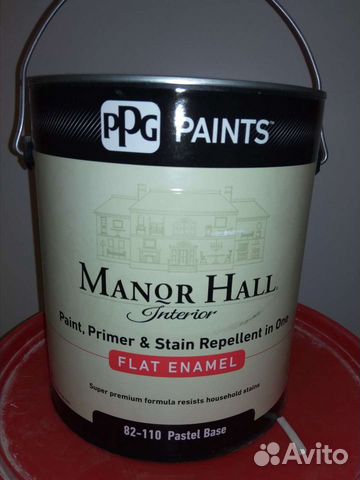 PPG PAINTS™
MANOR HALL®
Interior
Paint, Primer & Stain Repellent in One
FLAT ENAMEL
Super premium formula resists household stains
82-110 Pastel Base
Avito